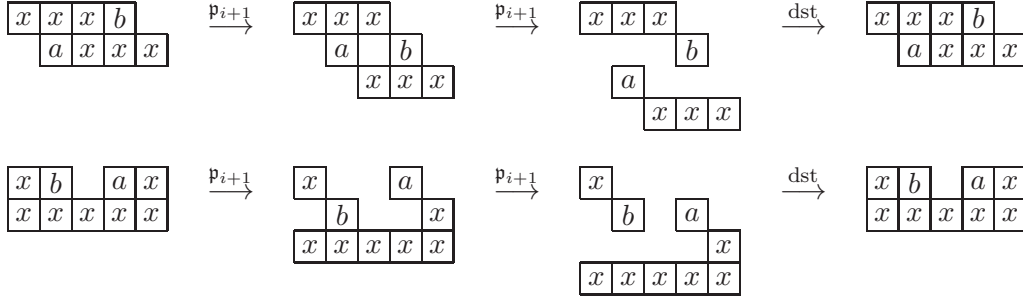 x x x b 𝔭ᵢ₊₁ ⟶ x x x 𝔭ᵢ₊₁ ⟶ x x x dst ⟶ x x x b
a x x x a b b a x x x
x x x a
x x x
x b a x 𝔭ᵢ₊₁ ⟶ x a 𝔭ᵢ₊₁ ⟶ x dst ⟶ x b a x
x x x x x b x b a x x x x x
x x x x x x
x x x x x